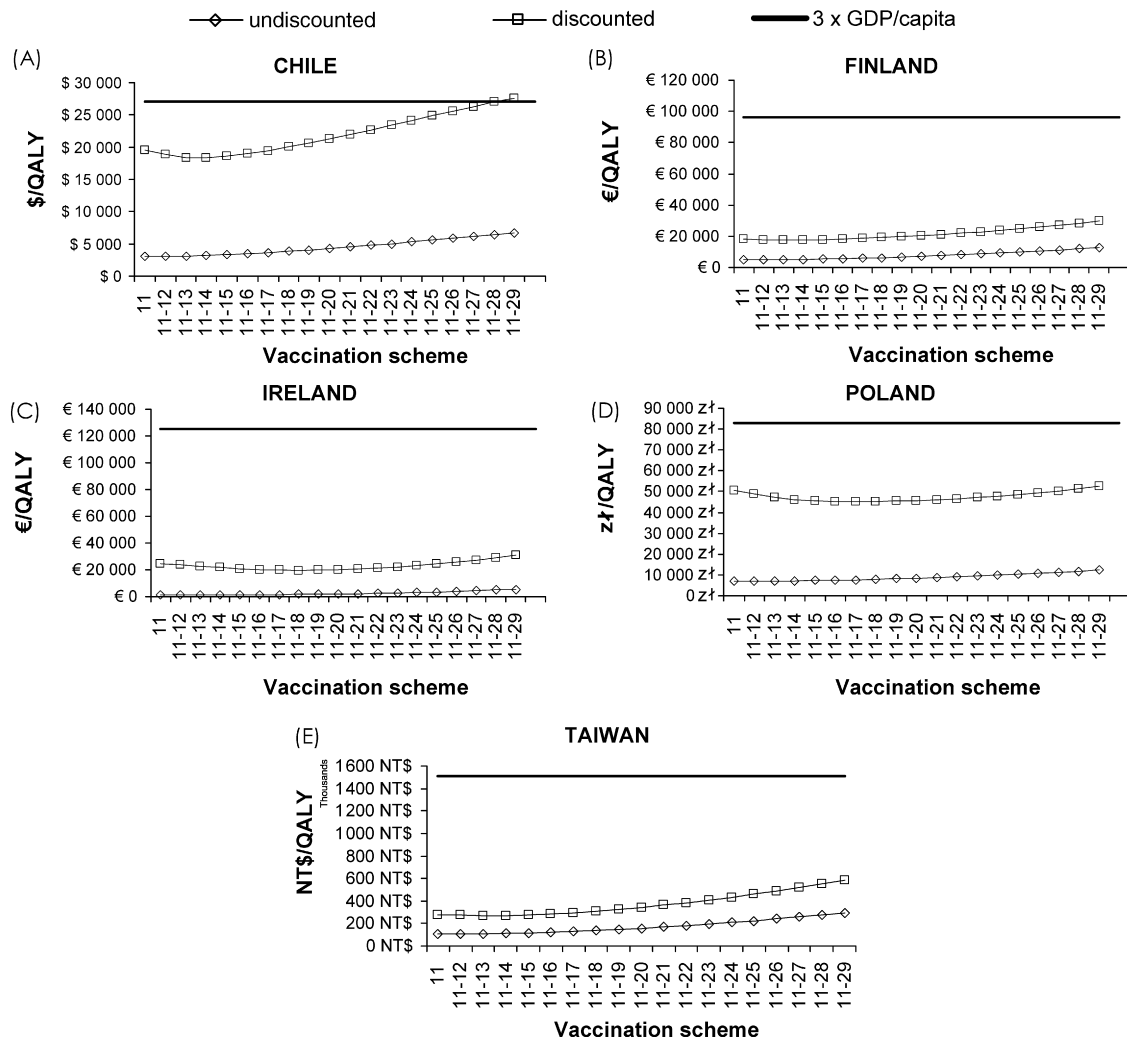 undiscounted discounted 3 x GDP/capita
(A)
CHILE
$/QALY
$ 30 000
$ 25 000
$ 20 000
$ 15 000
$ 10 000
$ 5 000
$ 0
11 11-12 11-13 11-14 11-15 11-16 11-17 11-18 11-19 11-20 11-21 11-22 11-23 11-24 11-25 11-26 11-27 11-28 11-29
Vaccination scheme
(B)
FINLAND
€/QALY
€ 120 000
€ 100 000
€ 80 000
€ 60 000
€ 40 000
€ 20 000
€ 0
11 11-12 11-13 11-14 11-15 11-16 11-17 11-18 11-19 11-20 11-21 11-22 11-23 11-24 11-25 11-26 11-27 11-28 11-29
Vaccination scheme
(C)
IRELAND
€/QALY
€ 140 000
€ 120 000
€ 100 000
€ 80 000
€ 60 000
€ 40 000
€ 20 000
€ 0
11 11-12 11-13 11-14 11-15 11-16 11-17 11-18 11-19 11-20 11-21 11-22 11-23 11-24 11-25 11-26 11-27 11-28 11-29
Vaccination scheme
(D)
POLAND
zł/QALY
90 000 zł
80 000 zł
70 000 zł
60 000 zł
50 000 zł
40 000 zł
30 000 zł
20 000 zł
10 000 zł
0 zł
11 11-12 11-13 11-14 11-15 11-16 11-17 11-18 11-19 11-20 11-21 11-22 11-23 11-24 11-25 11-26 11-27 11-28 11-29
Vaccination scheme
(E)
TAIWAN
NT$/QALY
Thousands
1600 NT$
1400 NT$
1200 NT$
1000 NT$
800 NT$
600 NT$
400 NT$
200 NT$
0 NT$
11 11-12 11-13 11-14 11-15 11-16 11-17 11-18 11-19 11-20 11-21 11-22 11-23 11-24 11-25 11-26 11-27 11-28 11-29
Vaccination scheme